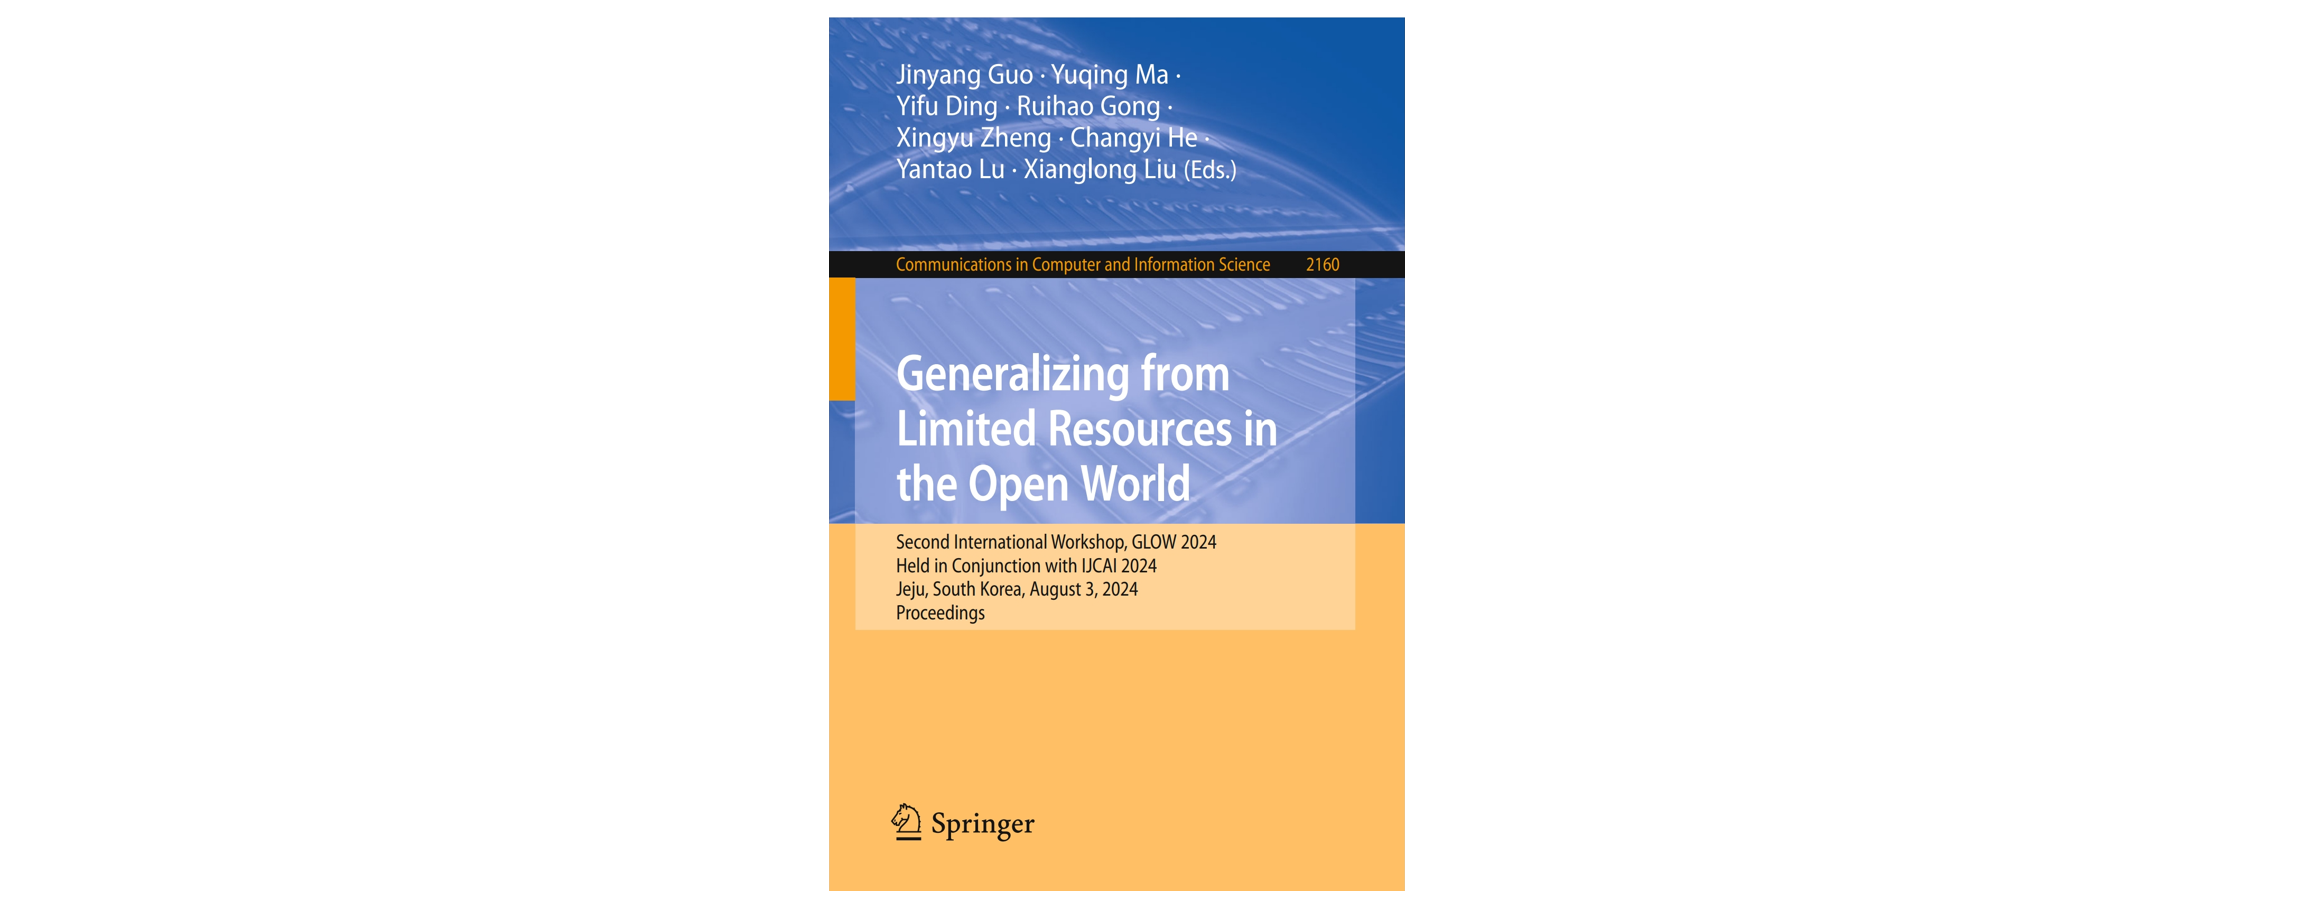 Jinyang Guo · Yuqing Ma ·
Yifu Ding · Ruihao Gong ·
Xingyu Zheng · Changyi He ·
Yantao Lu · Xianglong Liu (Eds.)
Communications in Computer and Information Science 2160
Generalizing from
Limited Resources in
the Open World
Second International Workshop, GLOW 2024
Held in Conjunction with IJCAI 2024
Jeju, South Korea, August 3, 2024
Proceedings
Springer